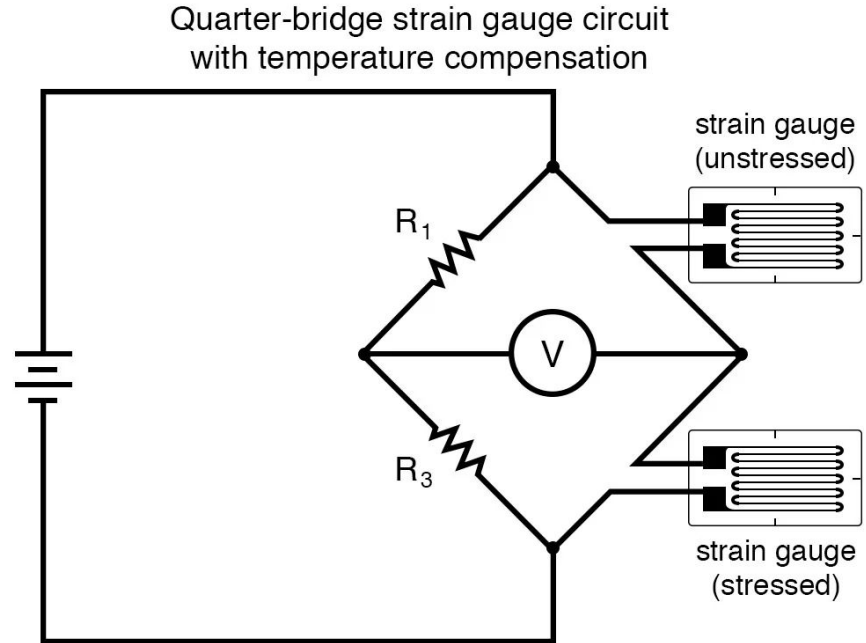 Quarter-bridge strain gauge circuit
with temperature compensation
strain gauge
(unstressed)
R1
V
R3
strain gauge
(stressed)